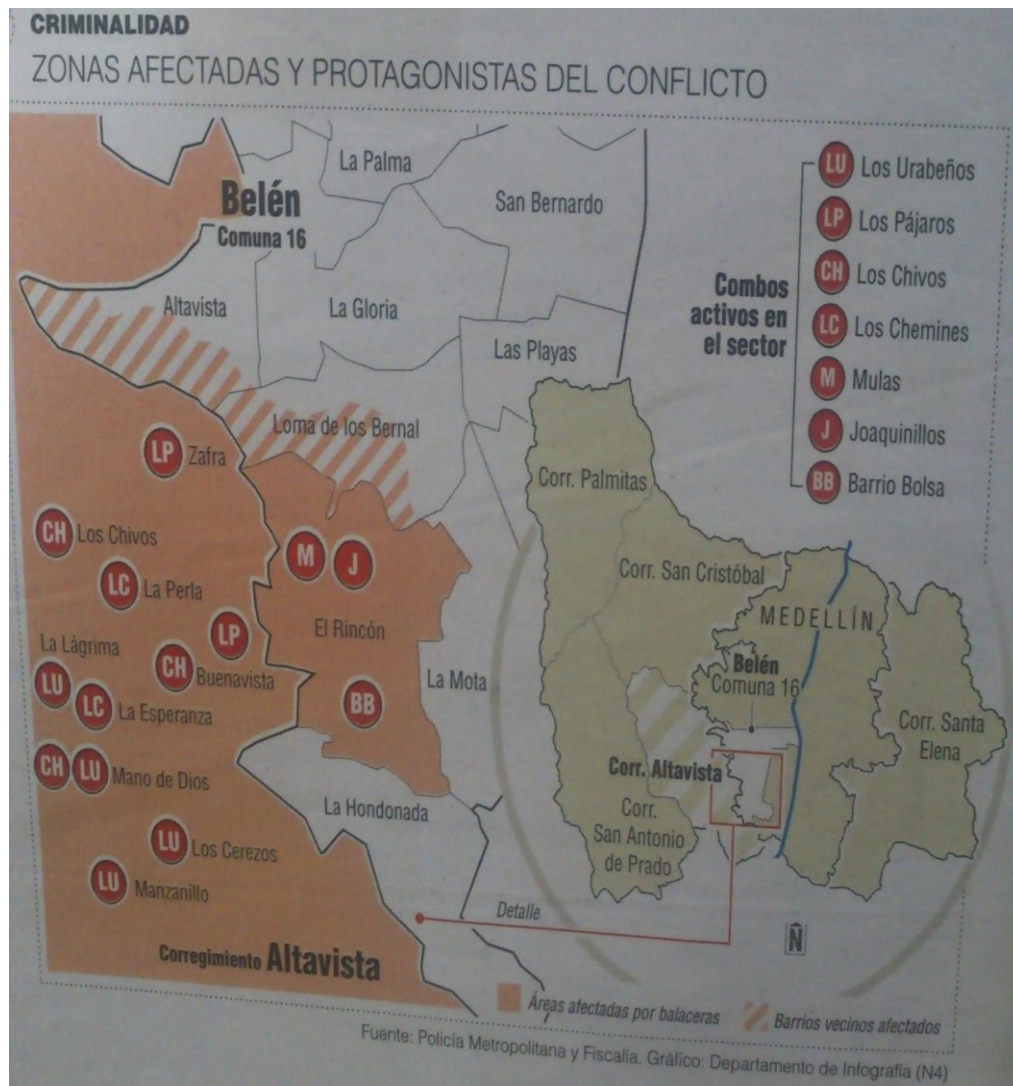 CRIMINALIDAD
ZONAS AFECTADAS Y PROTAGONISTAS DEL CONFLICTO
La Palma
Belén
Comuna 16
San Bernardo
Altavista
La Gloria
Las Playas
Loma de los Bernal
LP Zafra
CH Los Chivos
LC La Perla
M
J
El Rincón
LP
La Lágrima
CH Buenavista
LU
LC La Esperanza
BB
La Mota
CH LU Mano de Dios
La Hondonada
LU Los Cerezos
LU Manzanillo
Corregimiento Altavista
Combos
activos en
el sector
LU Los Urabeños
LP Los Pájaros
CH Los Chivos
LC Los Chemines
M Mulas
J Joaquinillos
BB Barrio Bolsa
Corr. Palmitas
Corr. San Cristóbal
MEDELLÍN
Belén
Comuna 16
Corr. Santa
Elena
Corr. Altavista
Corr.
San Antonio
de Prado
Detalle
N
Áreas afectadas por balaceras
Barrios vecinos afectados
Fuente: Policía Metropolitana y Fiscalía. Gráfico: Departamento de Infografía (N4)